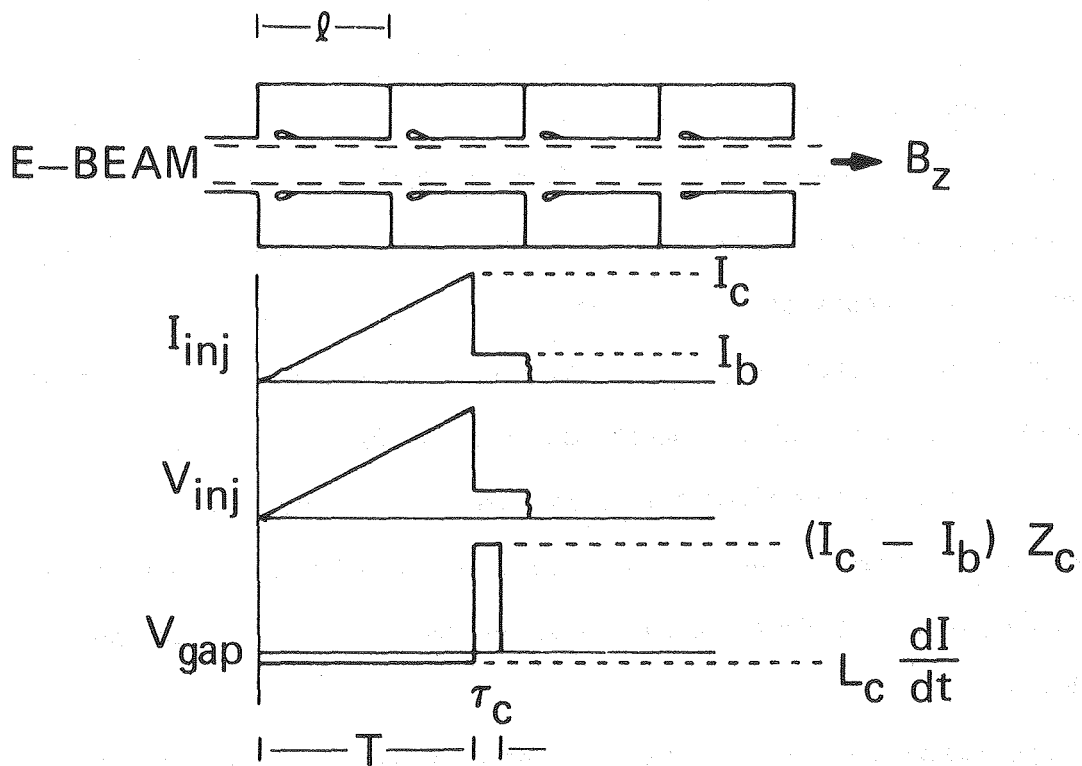 ℓ
E-BEAM
B_z
I_c
I_inj
I_b
V_inj
(I_c - I_b) Z_c
V_gap
L_c dI/dt
τ_c
T